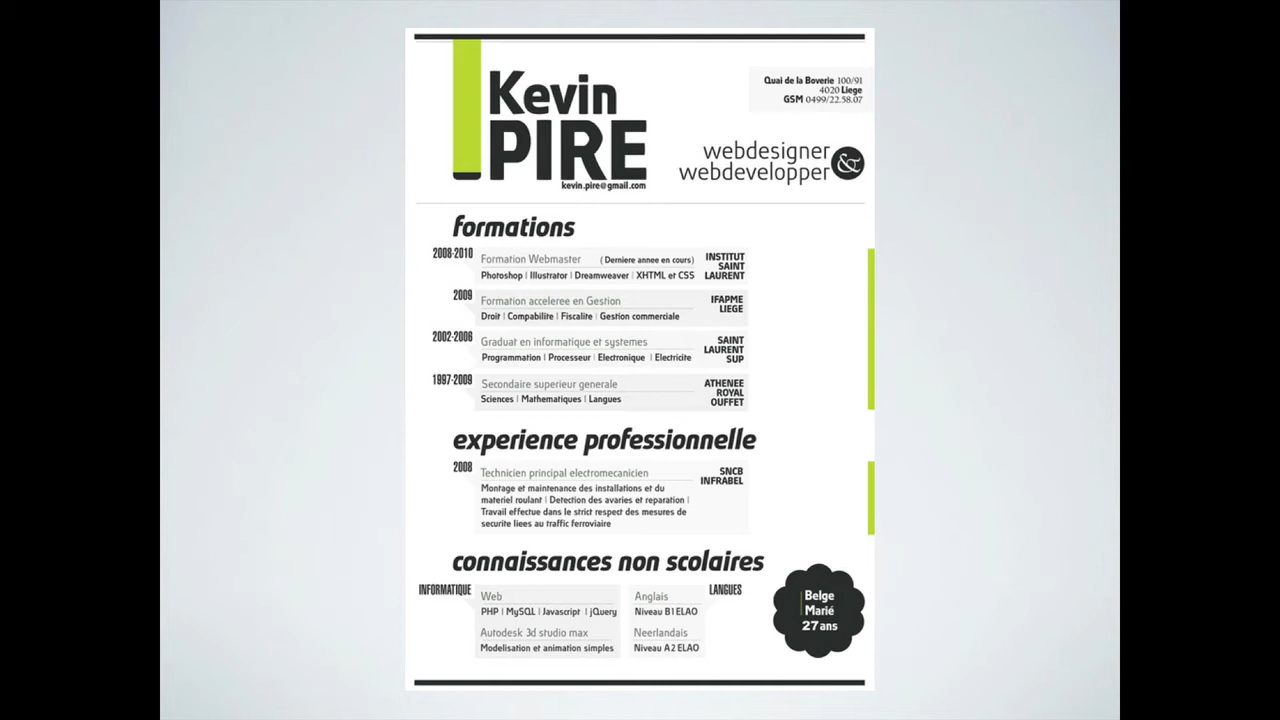 Kevin
PIRE
kevin.pire@gmail.com
Quai de la Boverie 100/91
4020 Liege
GSM 0499/22.58.07
webdesigner &
webdevelopper
formations
2008-2010
Formation Webmaster ( Derniere annee en cours)
Photoshop | Illustrator | Dreamweaver | XHTML et CSS
INSTITUT
SAINT
LAURENT
2009
Formation acceleree en Gestion
Droit | Compabilite | Fiscalite | Gestion commerciale
IFAPME
LIEGE
2002-2006
Graduat en informatique et systemes
Programmation | Processeur | Electronique | Electricite
SAINT
LAURENT
SUP
1997-2009
Secondaire superieur generale
Sciences | Mathematiques | Langues
ATHENEE
ROYAL
OUFFET
experience professionnelle
2008
Technicien principal electromecanicien
Montage et maintenance des installations et du
materiel roulant | Detection des avaries et reparation |
Travail effectue dans le strict respect des mesures de
securite liees au traffic ferroviaire
SNCB
INFRABEL
connaissances non scolaires
INFORMATIQUE
Web
PHP | MySQL | Javascript | jQuery
Autodesk 3d studio max
Modelisation et animation simples
LANGUES
Anglais
Niveau B1 ELAO
Neerlandais
Niveau A2 ELAO
Belge
Marié
27 ans